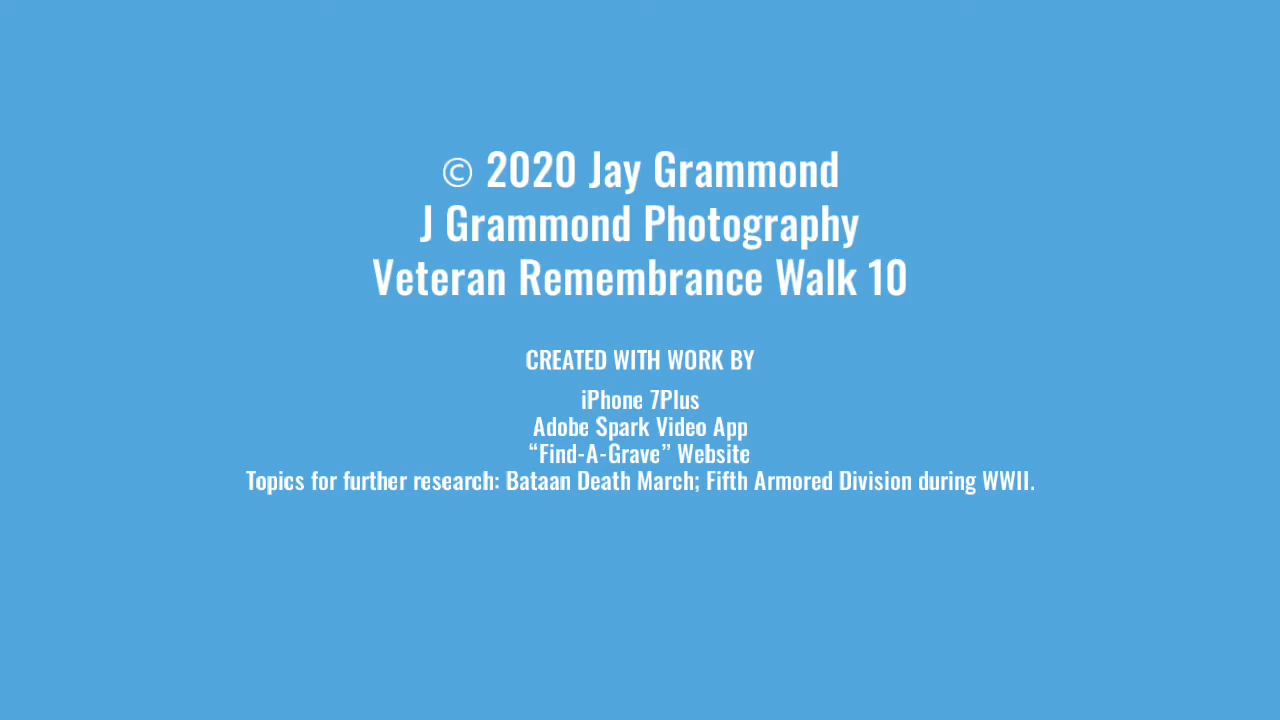 © 2020 Jay Grammond
J Grammond Photography
Veteran Remembrance Walk 10
CREATED WITH WORK BY
iPhone 7Plus
Adobe Spark Video App
“Find-A-Grave” Website
Topics for further research: Bataan Death March; Fifth Armored Division during WWII.